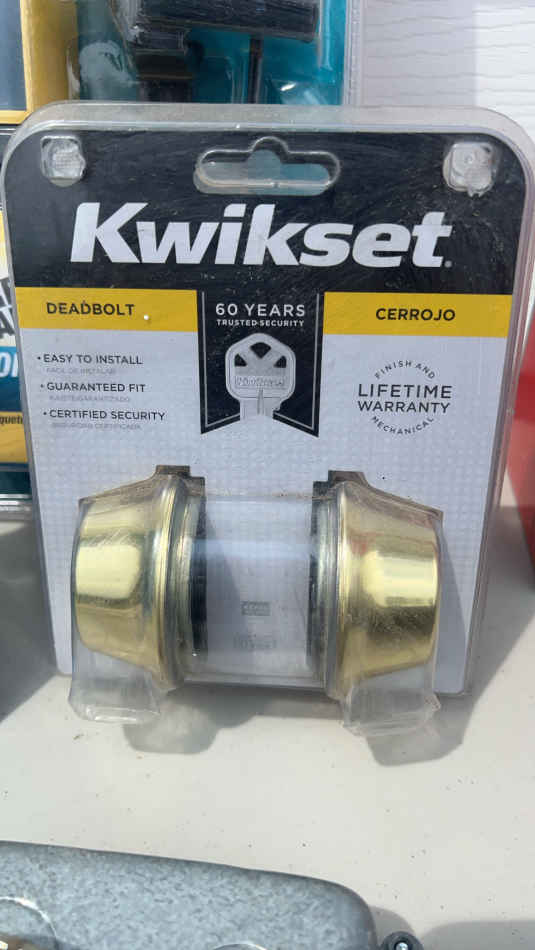 Kwikset
DEADBOLT
60 YEARS
TRUSTED SECURITY
CERROJO
• EASY TO INSTALL
FÁCIL DE INSTALAR
• GUARANTEED FIT
AJUSTE GARANTIZADO
• CERTIFIED SECURITY
SEGURIDAD CERTIFICADA
Kwikset
FINISH AND
LIFETIME
WARRANTY
MECHANICAL